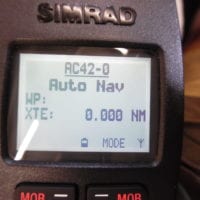 SIMRAD
AC42-0
Auto Nav
WP:
XTE: 0.000 NM
MODE
MOB MOB